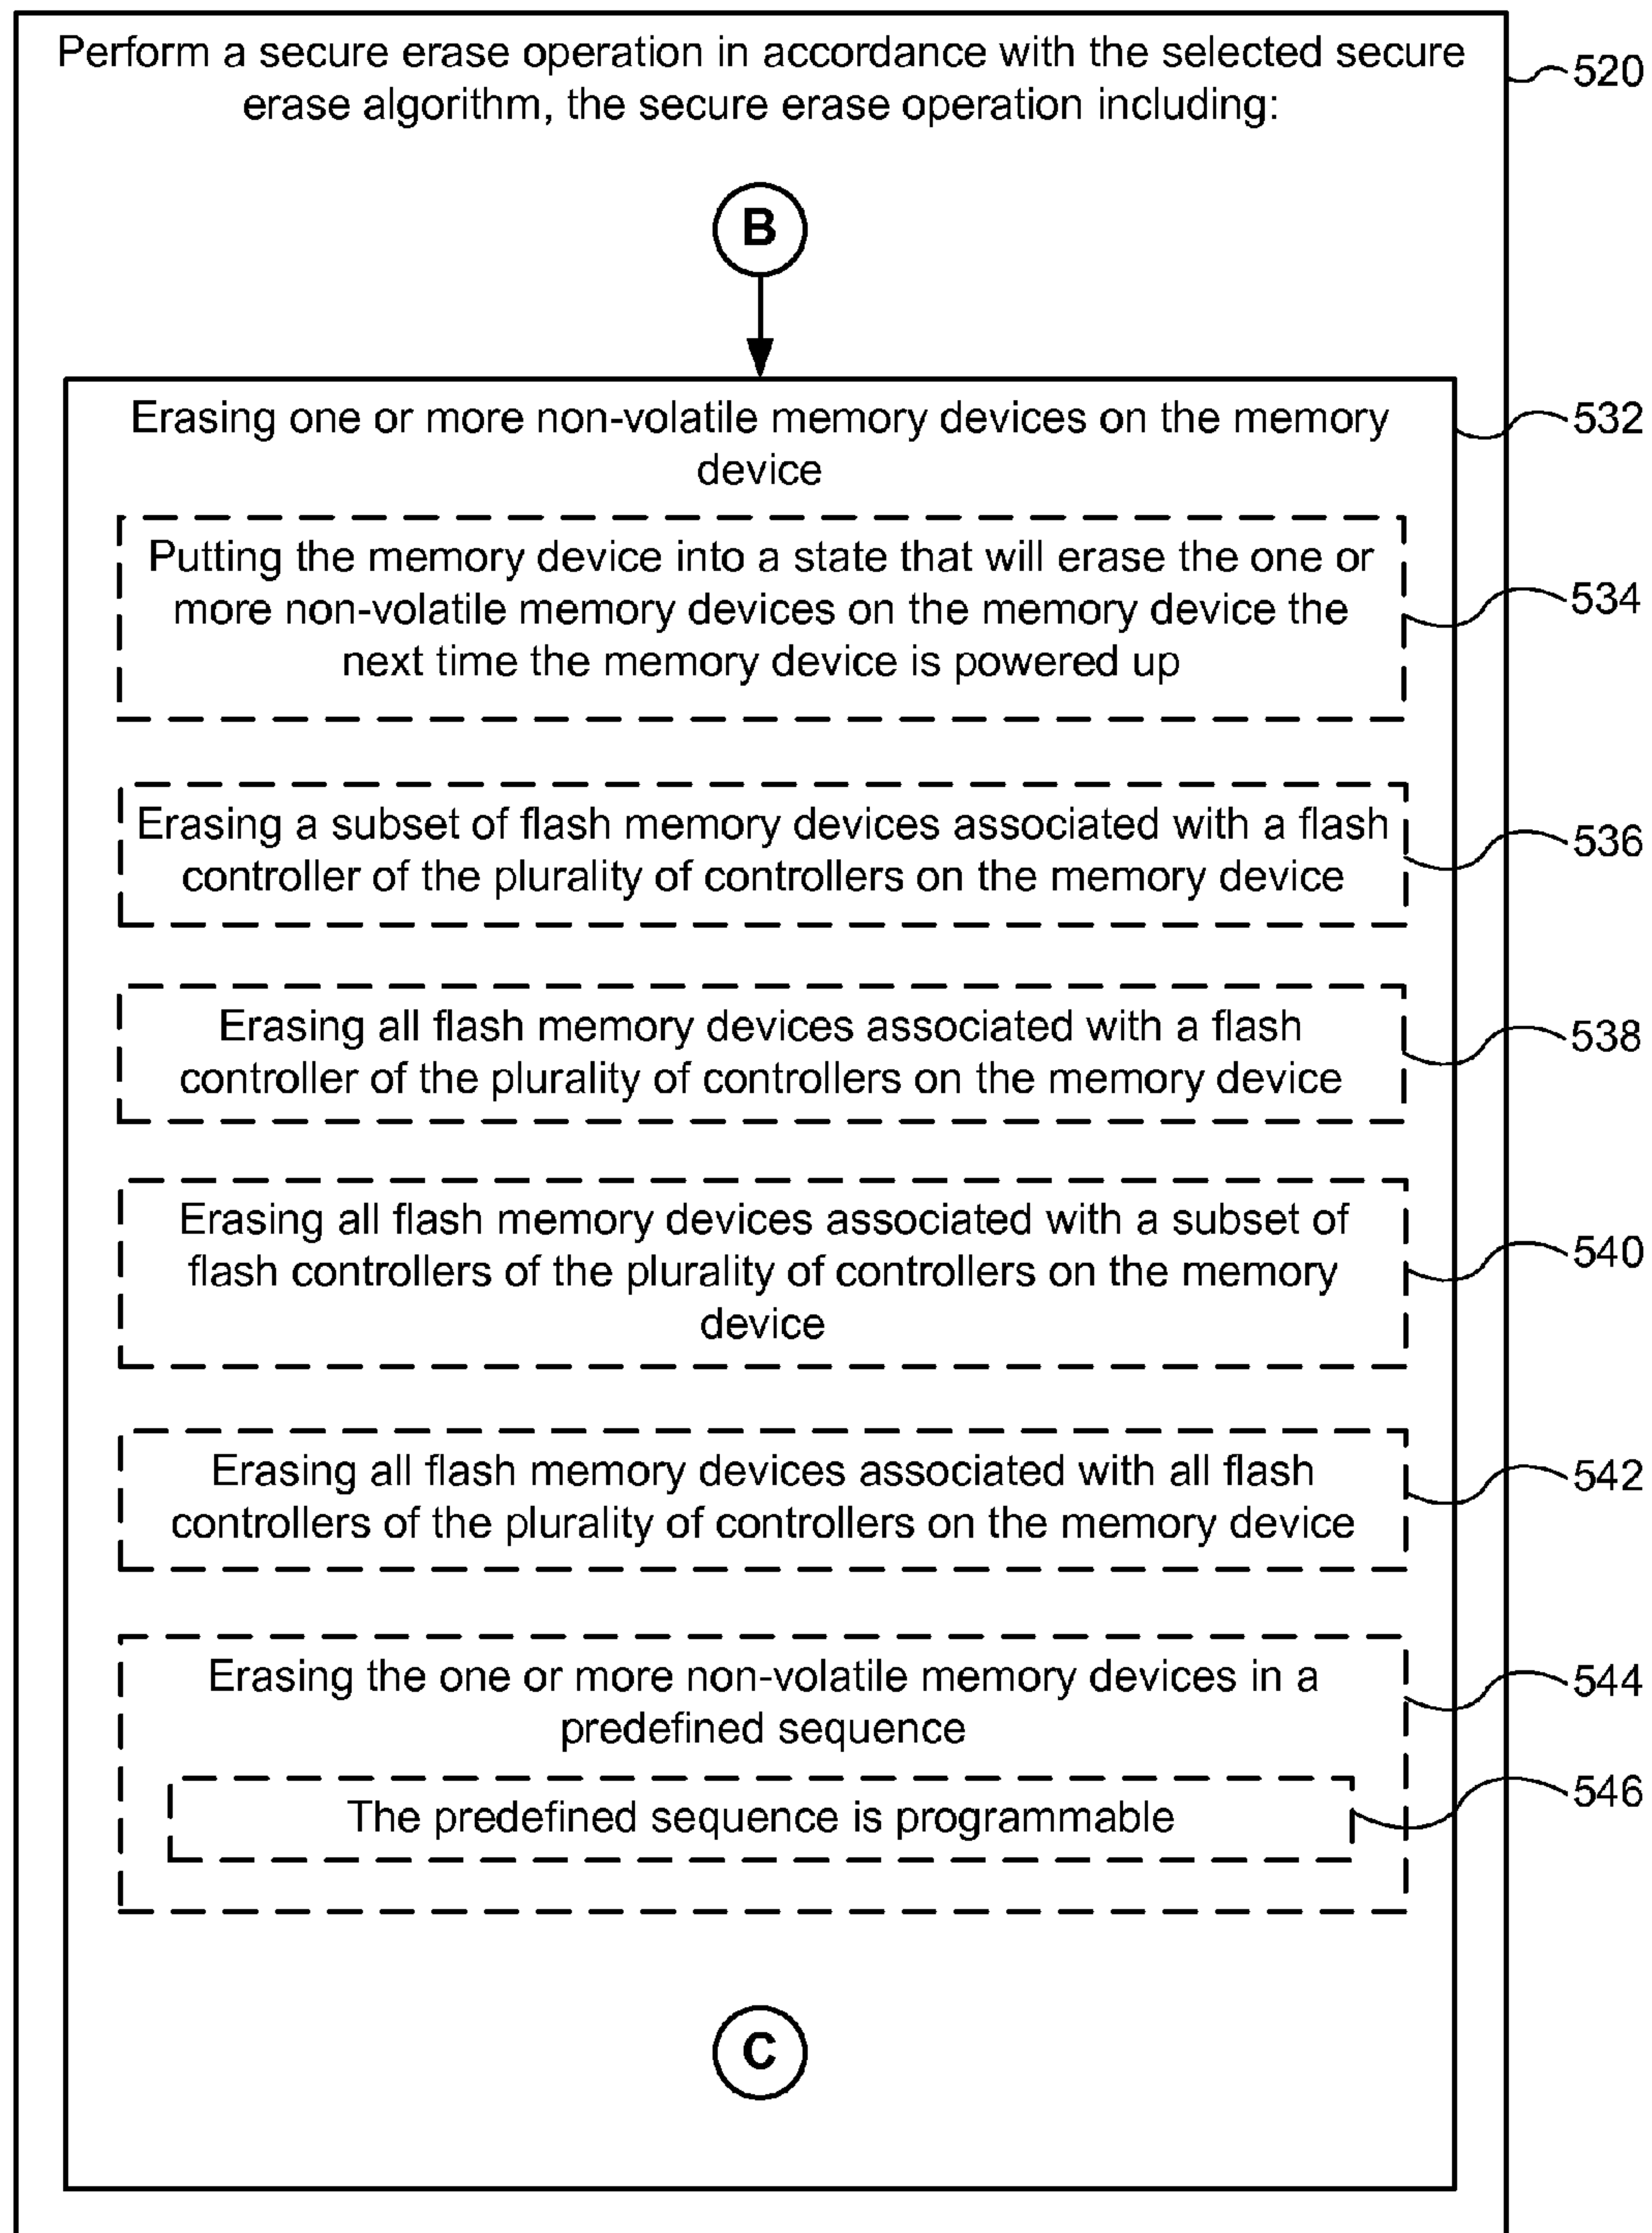 Perform a secure erase operation in accordance with the selected secure
erase algorithm, the secure erase operation including:
520
B
Erasing one or more non-volatile memory devices on the memory
device
532
Putting the memory device into a state that will erase the one or
more non-volatile memory devices on the memory device the
next time the memory device is powered up
534
Erasing a subset of flash memory devices associated with a flash
controller of the plurality of controllers on the memory device
536
Erasing all flash memory devices associated with a flash
controller of the plurality of controllers on the memory device
538
Erasing all flash memory devices associated with a subset of
flash controllers of the plurality of controllers on the memory
device
540
Erasing all flash memory devices associated with all flash
controllers of the plurality of controllers on the memory device
542
Erasing the one or more non-volatile memory devices in a
predefined sequence
544
The predefined sequence is programmable
546
C